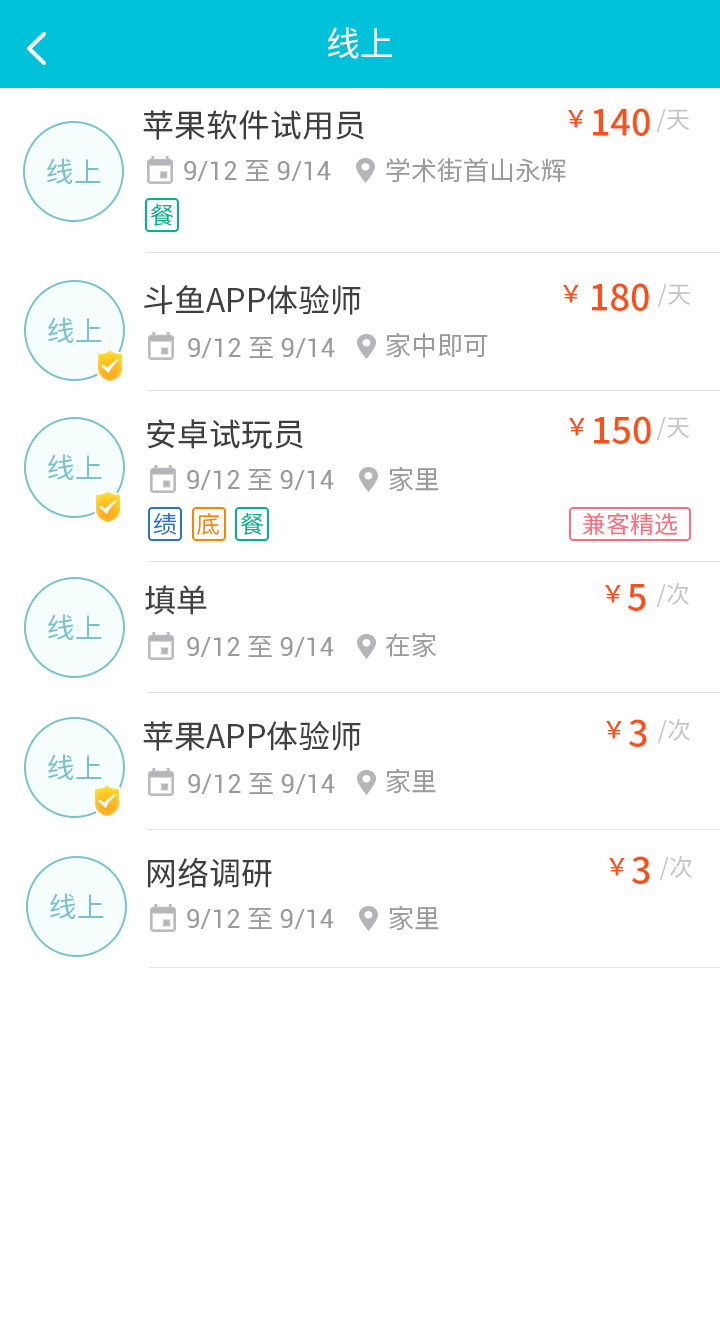 线上
苹果软件试用员 ¥ 140 /天
线上
9/12 至 9/14 学术街首山永辉
餐
斗鱼APP体验师 ¥ 180 /天
线上
9/12 至 9/14 家中即可
安卓试玩员 ¥ 150 /天
线上
9/12 至 9/14 家里
绩 底 餐 兼客精选
填单 ¥ 5 /次
线上
9/12 至 9/14 在家
苹果APP体验师 ¥ 3 /次
线上
9/12 至 9/14 家里
网络调研 ¥ 3 /次
线上
9/12 至 9/14 家里